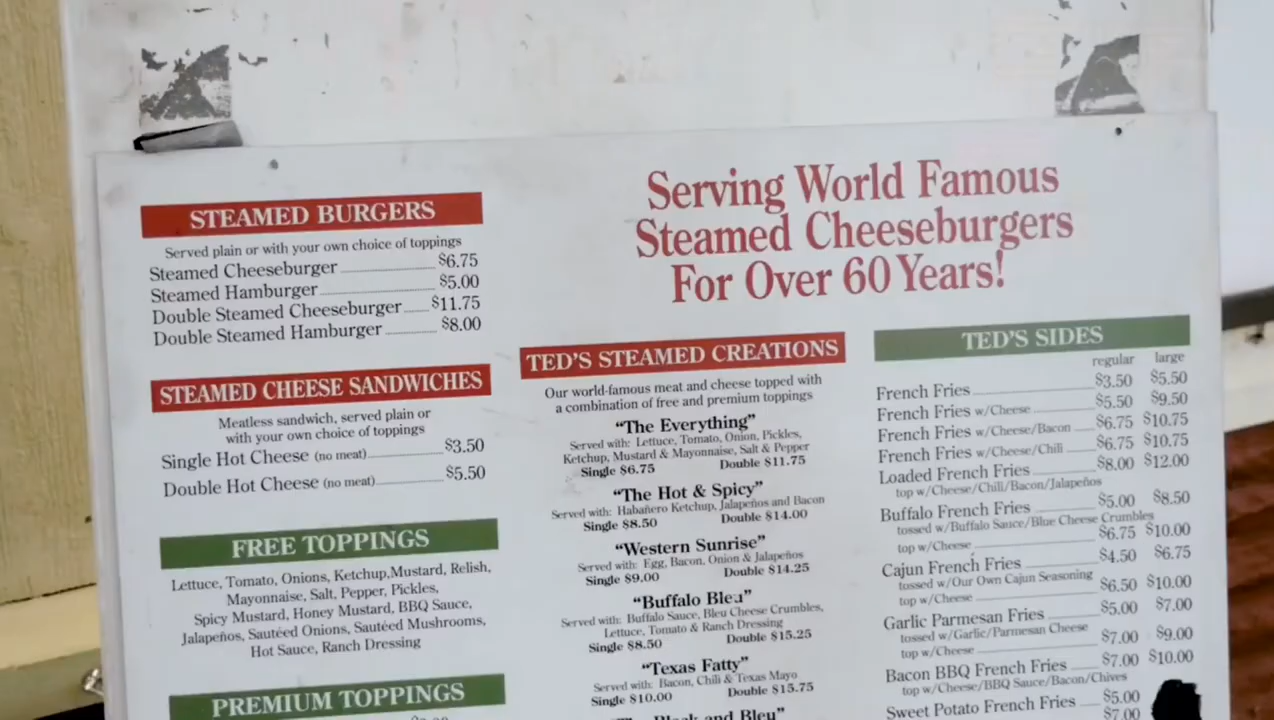 Serving World Famous
Steamed Cheeseburgers
For Over 60 Years!
STEAMED BURGERS
Served plain or with your own choice of toppings
Steamed Cheeseburger $6.75
Steamed Hamburger $5.00
Double Steamed Cheeseburger $11.75
Double Steamed Hamburger $8.00
STEAMED CHEESE SANDWICHES
Meatless sandwich, served plain or
with your own choice of toppings
Single Hot Cheese (no meat) $3.50
Double Hot Cheese (no meat) $5.50
FREE TOPPINGS
Lettuce, Tomato, Onions, Ketchup,Mustard, Relish,
Mayonnaise, Salt, Pepper, Pickles,
Spicy Mustard, Honey Mustard, BBQ Sauce,
Jalapeños, Sautéed Onions, Sautéed Mushrooms,
Hot Sauce, Ranch Dressing
PREMIUM TOPPINGS
TED'S STEAMED CREATIONS
Our world-famous meat and cheese topped with
a combination of free and premium toppings
"The Everything"
Served with: Lettuce, Tomato, Onion, Pickles,
Ketchup, Mustard & Mayonnaise, Salt & Pepper
Single $6.75 Double $11.75
"The Hot & Spicy"
Served with: Habañero Ketchup, Jalapeños and Bacon
Single $8.50 Double $14.00
"Western Sunrise"
Served with: Egg, Bacon, Onion & Jalapeños
Single $9.00 Double $14.25
"Buffalo Bleu"
Served with: Buffalo Sauce, Bleu Cheese Crumbles,
Lettuce, Tomato & Ranch Dressing
Single $8.50 Double $15.25
"Texas Fatty"
Served with: Bacon, Chili & Texas Mayo
Single $10.00 Double $15.75
and Bleu"
TED'S SIDES
regular large
French Fries $3.50 $5.50
French Fries w/Cheese $5.50 $9.50
French Fries w/Cheese/Bacon $6.75 $10.75
French Fries w/Cheese/Chili $6.75 $10.75
Loaded French Fries $8.00 $12.00
top w/Cheese/Chili/Bacon/Jalapeños
Buffalo French Fries $5.00 $8.50
tossed w/Buffalo Sauce/Blue Cheese Crumbles
top w/Cheese $6.75 $10.00
Cajun French Fries $4.50 $6.75
tossed w/Our Own Cajun Seasoning
top w/Cheese $6.50 $10.00
Garlic Parmesan Fries $5.00 $7.00
tossed w/Garlic/Parmesan Cheese
top w/Cheese $7.00 $9.00
Bacon BBQ French Fries $7.00 $10.00
top w/Cheese/BBQ Sauce/Bacon/Chives
Sweet Potato French Fries $5.00
$7.00